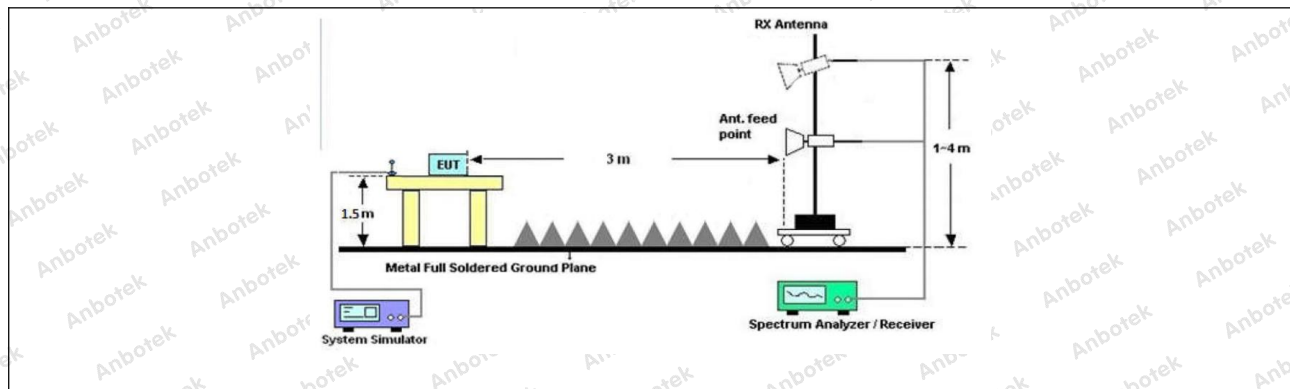 RX Antenna
Ant. feed
point
1~4 m
3 m
EUT
1.5 m
Metal Full Soldered Ground Plane
System Simulator
Spectrum Analyzer / Receiver
Anbotek